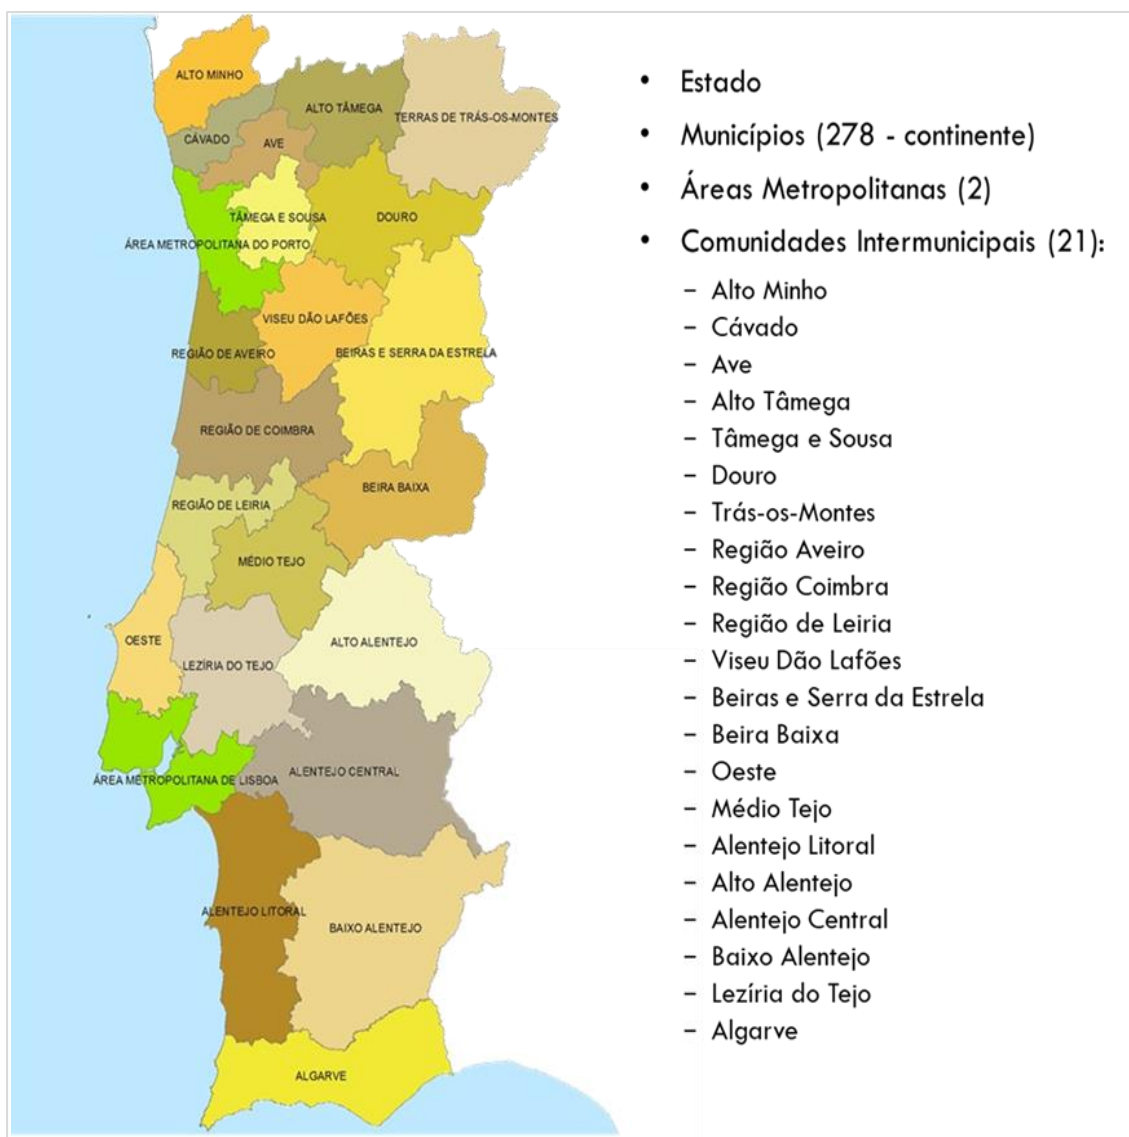 ALTO MINHO
ALTO TÂMEGA
TERRAS DE TRÁS-OS-MONTES
CÁVADO
AVE
TÂMEGA E SOUSA
DOURO
ÁREA METROPOLITANA DO PORTO
VISEU DÃO LAFÕES
REGIÃO DE AVEIRO
BEIRAS E SERRA DA ESTRELA
REGIÃO DE COIMBRA
BEIRA BAIXA
REGIÃO DE LEIRIA
MÉDIO TEJO
OESTE
ALTO ALENTEJO
LEZÍRIA DO TEJO
ALENTEJO CENTRAL
ÁREA METROPOLITANA DE LISBOA
ALENTEJO LITORAL
BAIXO ALENTEJO
ALGARVE
• Estado
• Municípios (278 - continente)
• Áreas Metropolitanas (2)
• Comunidades Intermunicipais (21):
– Alto Minho
– Cávado
– Ave
– Alto Tâmega
– Tâmega e Sousa
– Douro
– Trás-os-Montes
– Região Aveiro
– Região Coimbra
– Região de Leiria
– Viseu Dão Lafões
– Beiras e Serra da Estrela
– Beira Baixa
– Oeste
– Médio Tejo
– Alentejo Litoral
– Alto Alentejo
– Alentejo Central
– Baixo Alentejo
– Lezíria do Tejo
– Algarve